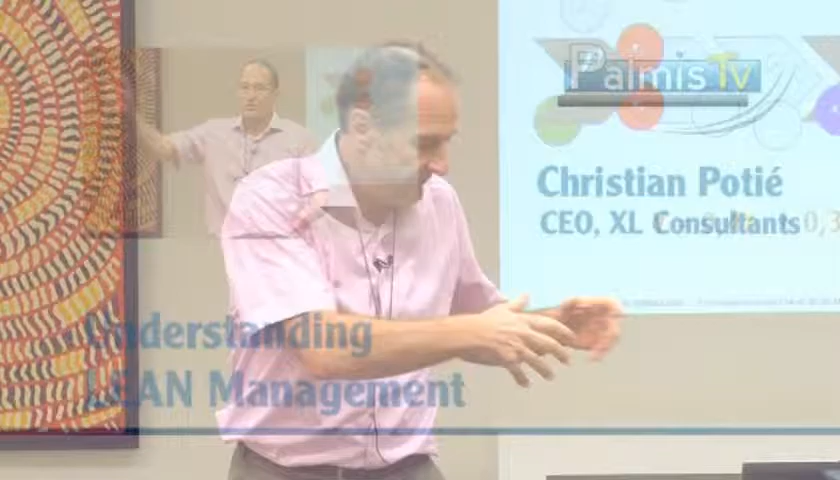 PalmisTv
Christian Potié
CEO, XL Consultants
Understanding
LEAN Management